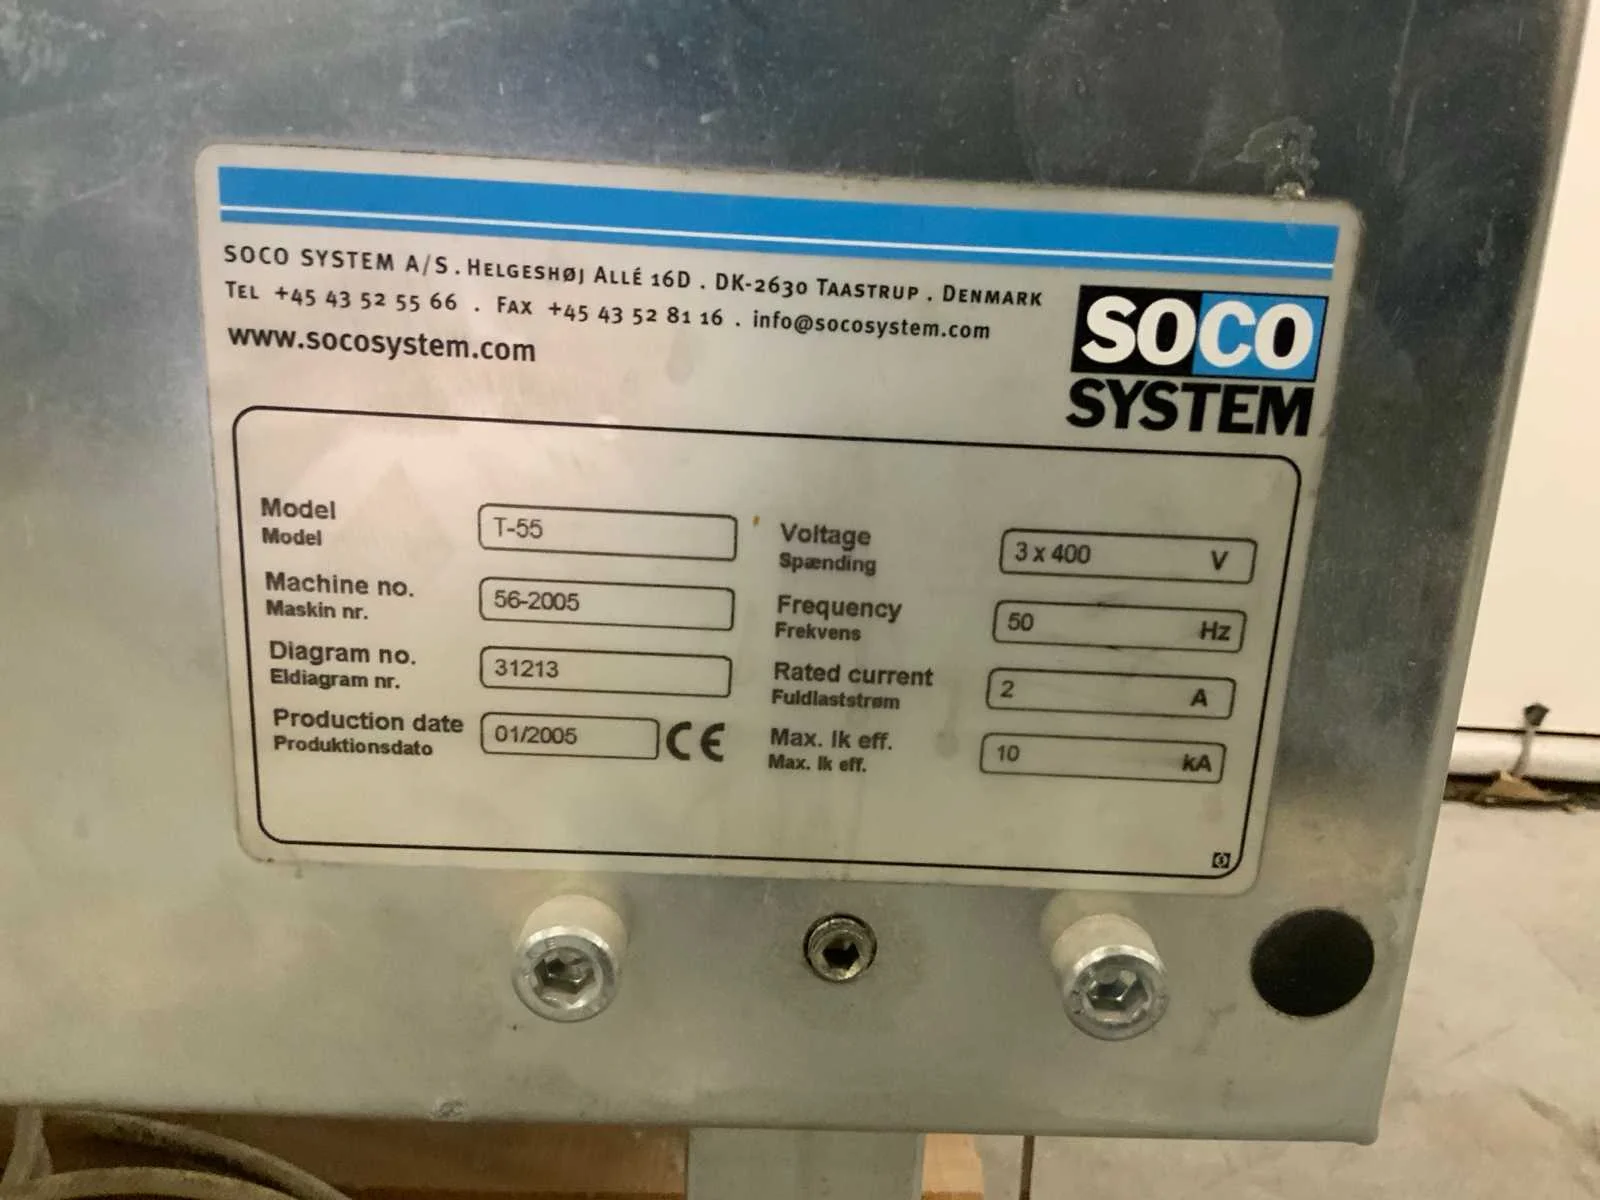 SOCO SYSTEM A/S . HELGESHØJ ALLÉ 16D . DK-2630 TAASTRUP . DENMARK
TEL +45 43 52 55 66 . FAX +45 43 52 81 16 . info@socosystem.com
www.socosystem.com
SOCO
SYSTEM
Model
Model
T-55
Machine no.
Maskin nr.
56-2005
Diagram no.
Eldiagram nr.
31213
Production date
Produktionsdato
01/2005
CE
Voltage
Spænding
3 x 400 V
Frequency
Frekvens
50 Hz
Rated current
Fuldlaststrøm
2 A
Max. Ik eff.
Max. Ik eff.
10 kA